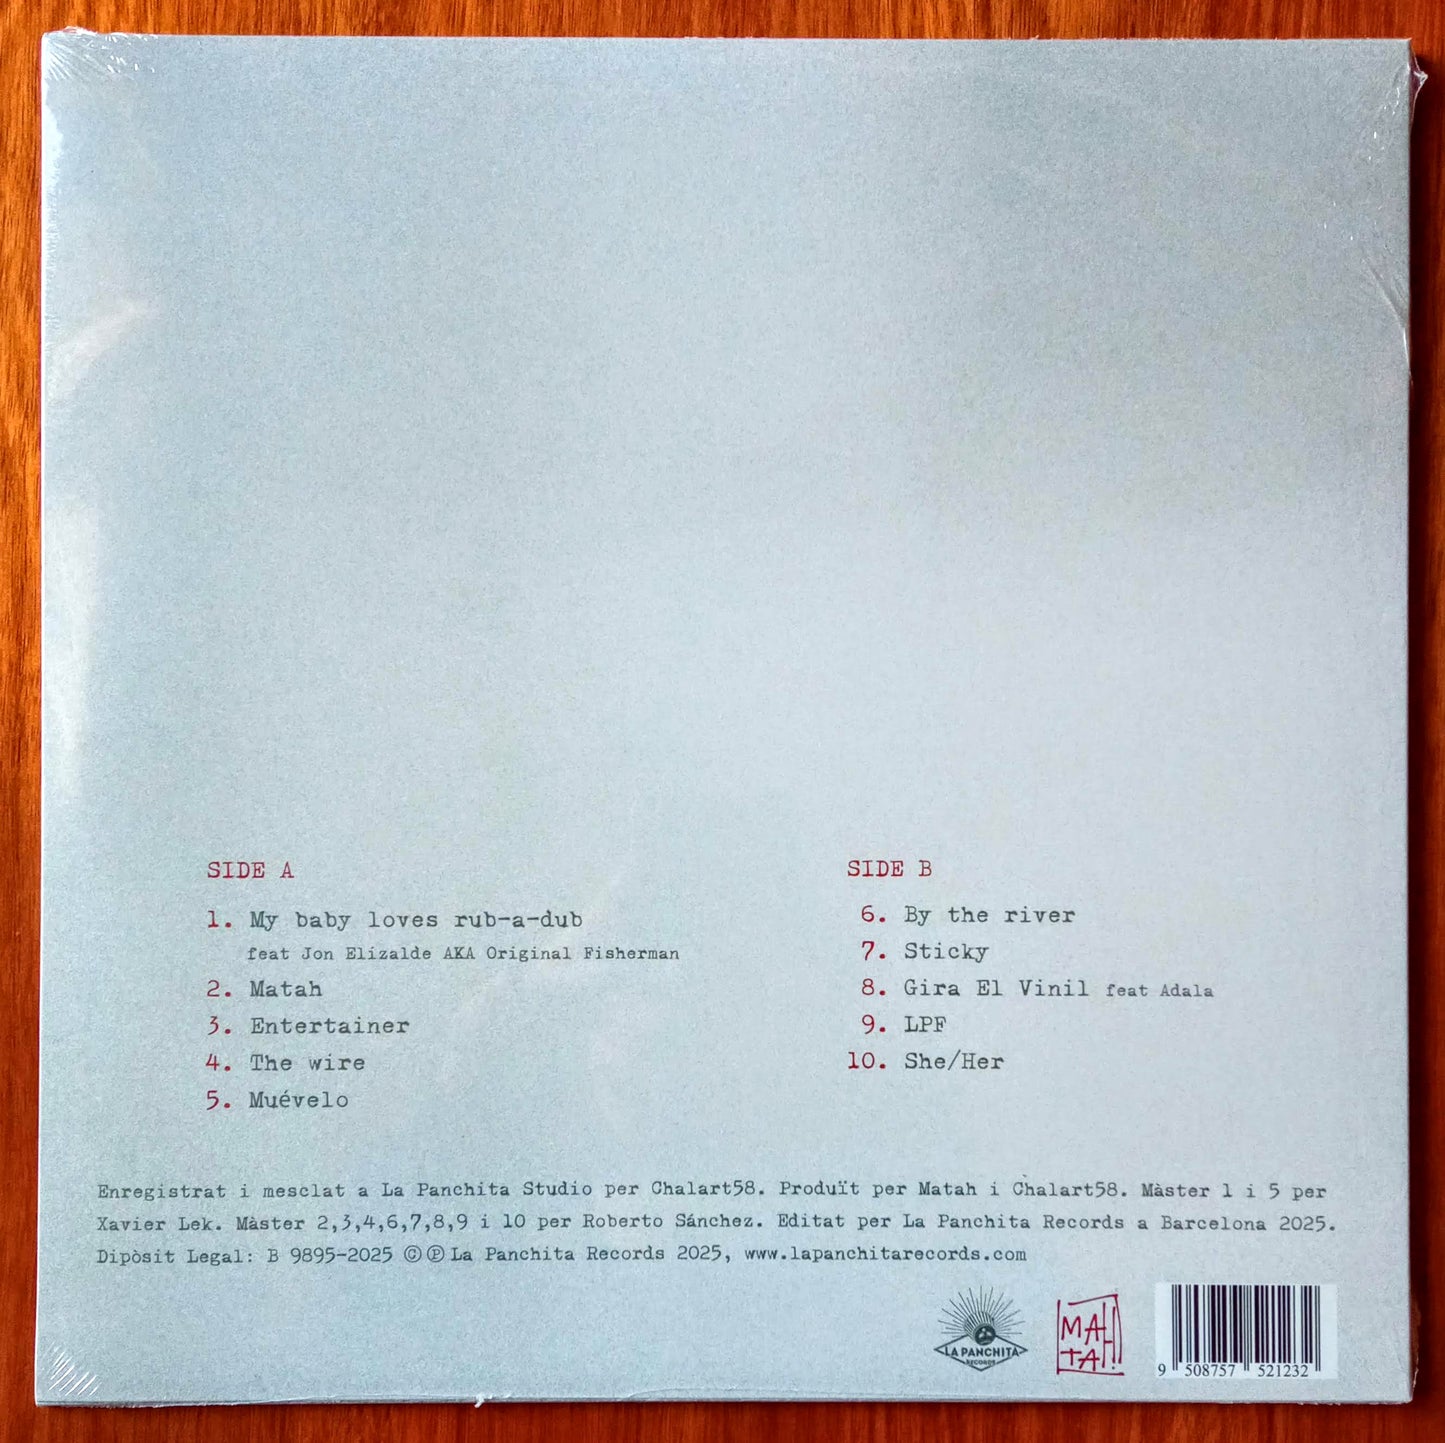 SIDE A
1. My baby loves rub-a-dub
feat Jon Elizalde AKA Original Fisherman
2. Matah
3. Entertainer
4. The wire
5. Muévelo
SIDE B
6. By the river
7. Sticky
8. Gira El Vinil feat Adala
9. LPF
10. She/Her
Enregistrat i mesclat a La Panchita Studio per Chalart58. Produït per Matah i Chalart58. Màster 1 i 5 per
Xavier Lek. Màster 2,3,4,6,7,8,9 i 10 per Roberto Sánchez. Editat per La Panchita Records a Barcelona 2025.
Dipòsit Legal: B 9895-2025 ©℗ La Panchita Records 2025, www.lapanchitarecords.com
LA PANCHITA
RECORDS
MA
TAH!
9 508757 521232